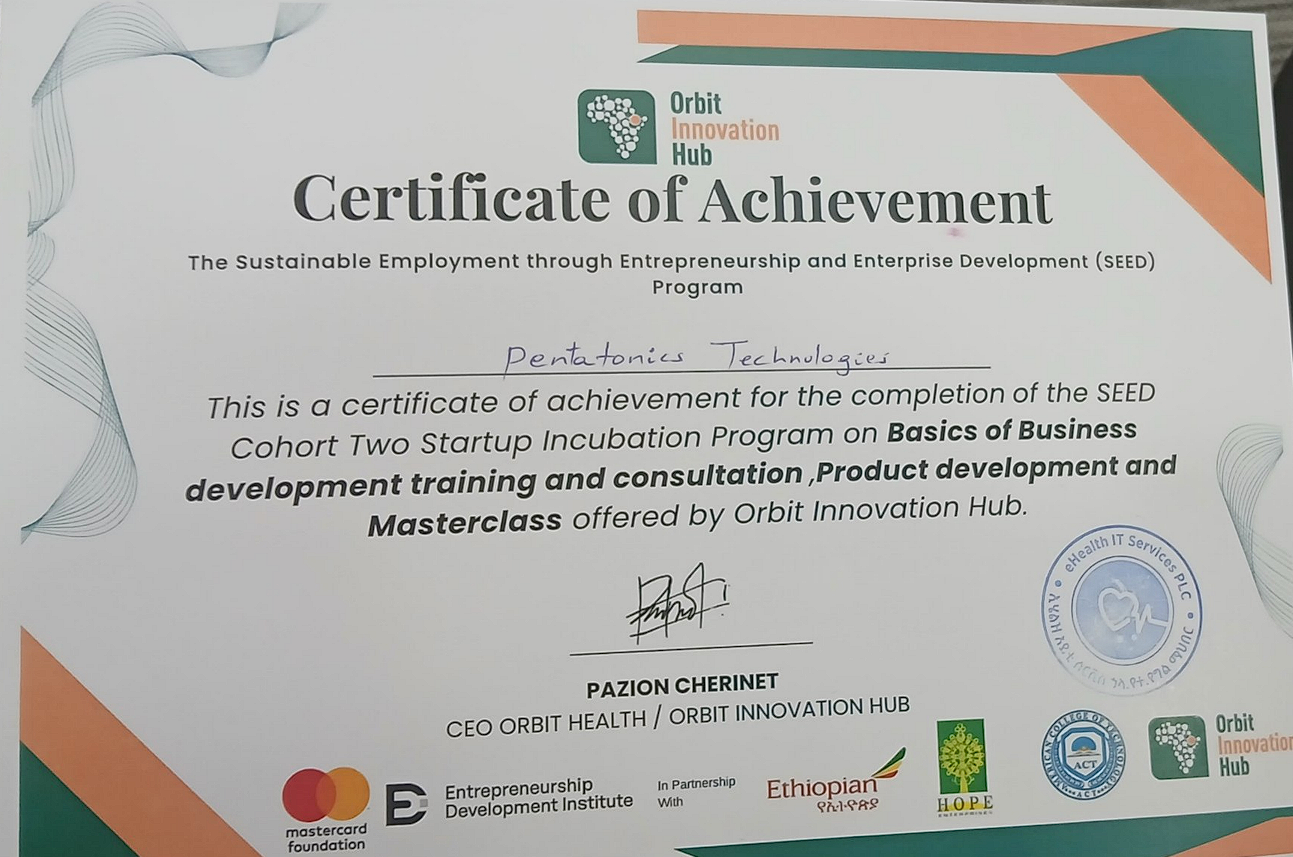 Orbit
Innovation
Hub
Certificate of Achievement
The Sustainable Employment through Entrepreneurship and Enterprise Development (SEED)
Program
Pentatonics Technologies
This is a certificate of achievement for the completion of the SEED
Cohort Two Startup Incubation Program on Basics of Business
development training and consultation ,Product development and
Masterclass offered by Orbit Innovation Hub.
eHealth IT Services PLC
PAZION CHERINET
CEO ORBIT HEALTH / ORBIT INNOVATION HUB
mastercard
foundation
Entrepreneurship
Development Institute
In Partnership
With
Ethiopian
የኢትዮጵያ
HOPE
ENTERPRISES
AMERICAN COLLEGE OF TECHNOLOGY
ACT
Orbit
Innovation
Hub